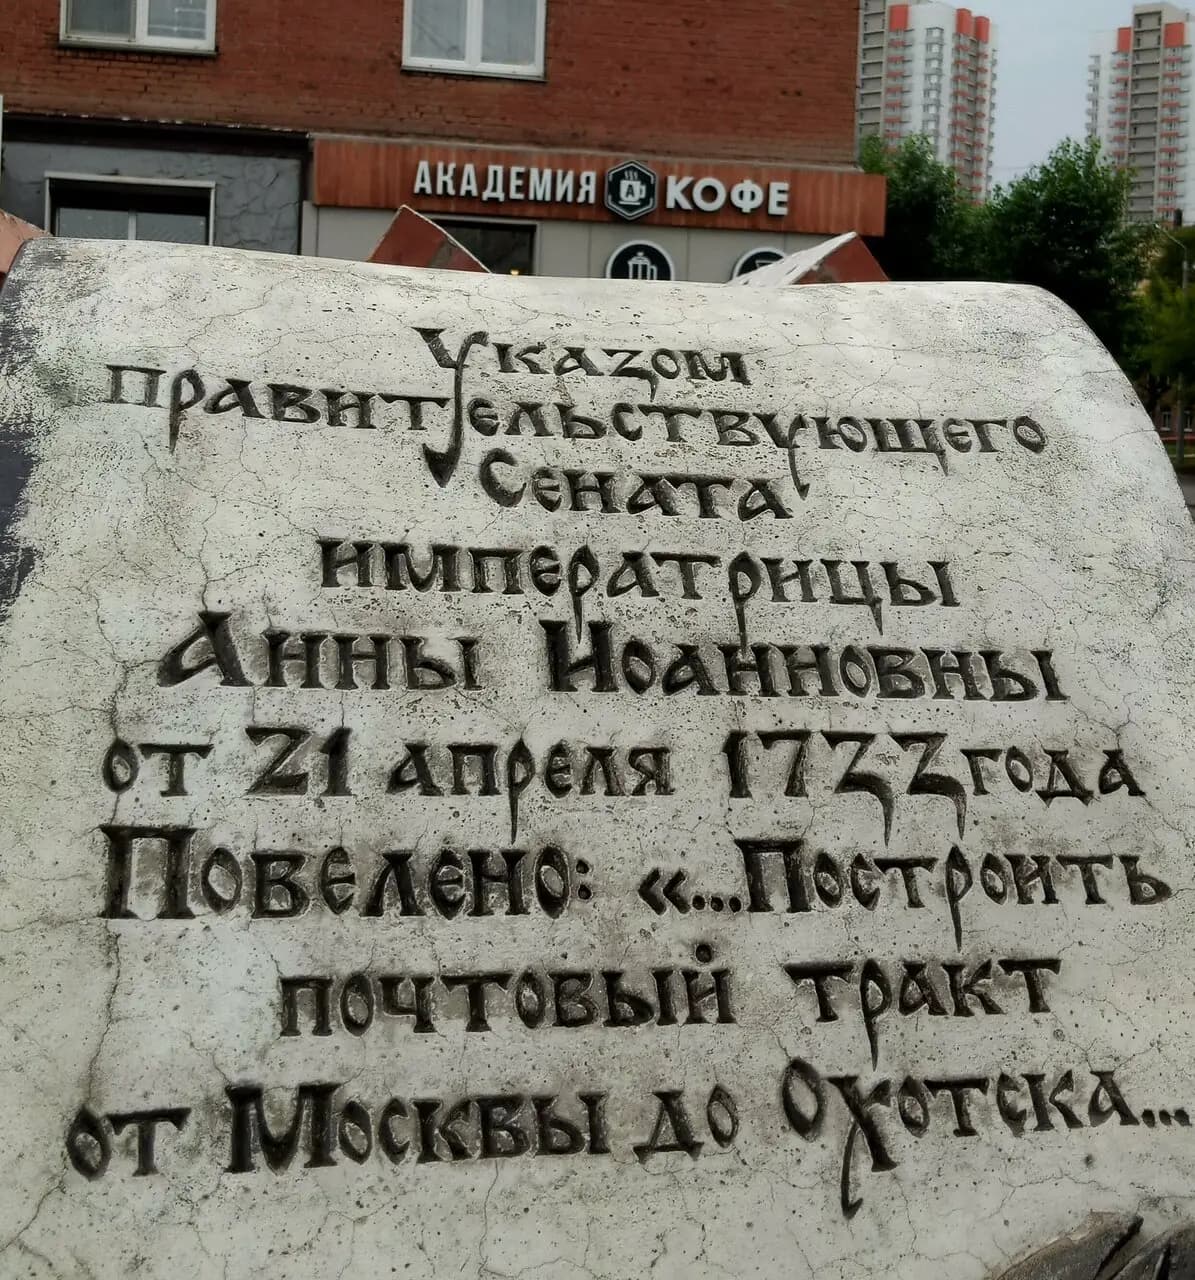 АКАДЕМИЯ КОФЕ
Указом
правительствующего
Сената
императрицы
Анны Иоанновны
от 21 апреля 1733 года
Повелено: «...Построить
почтовый тракт
от Москвы до Охотска...